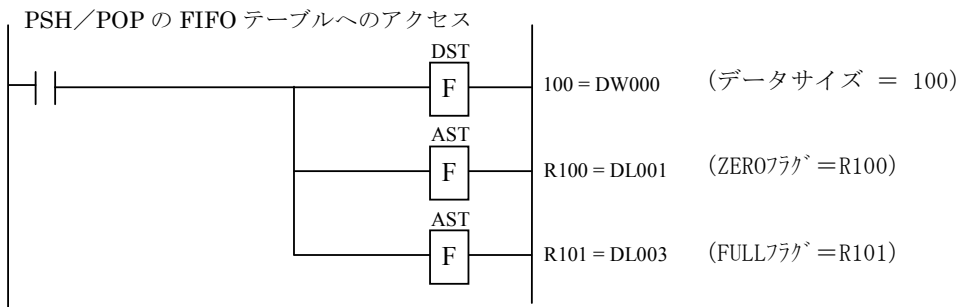 PSH／POP の FIFO テーブルへのアクセス
DST
F 100 = DW000 (データサイズ ＝ 100)
AST
F R100 = DL001 (ZEROﾌﾗｸﾞ＝R100)
AST
F R101 = DL003 (FULLﾌﾗｸﾞ＝R101)